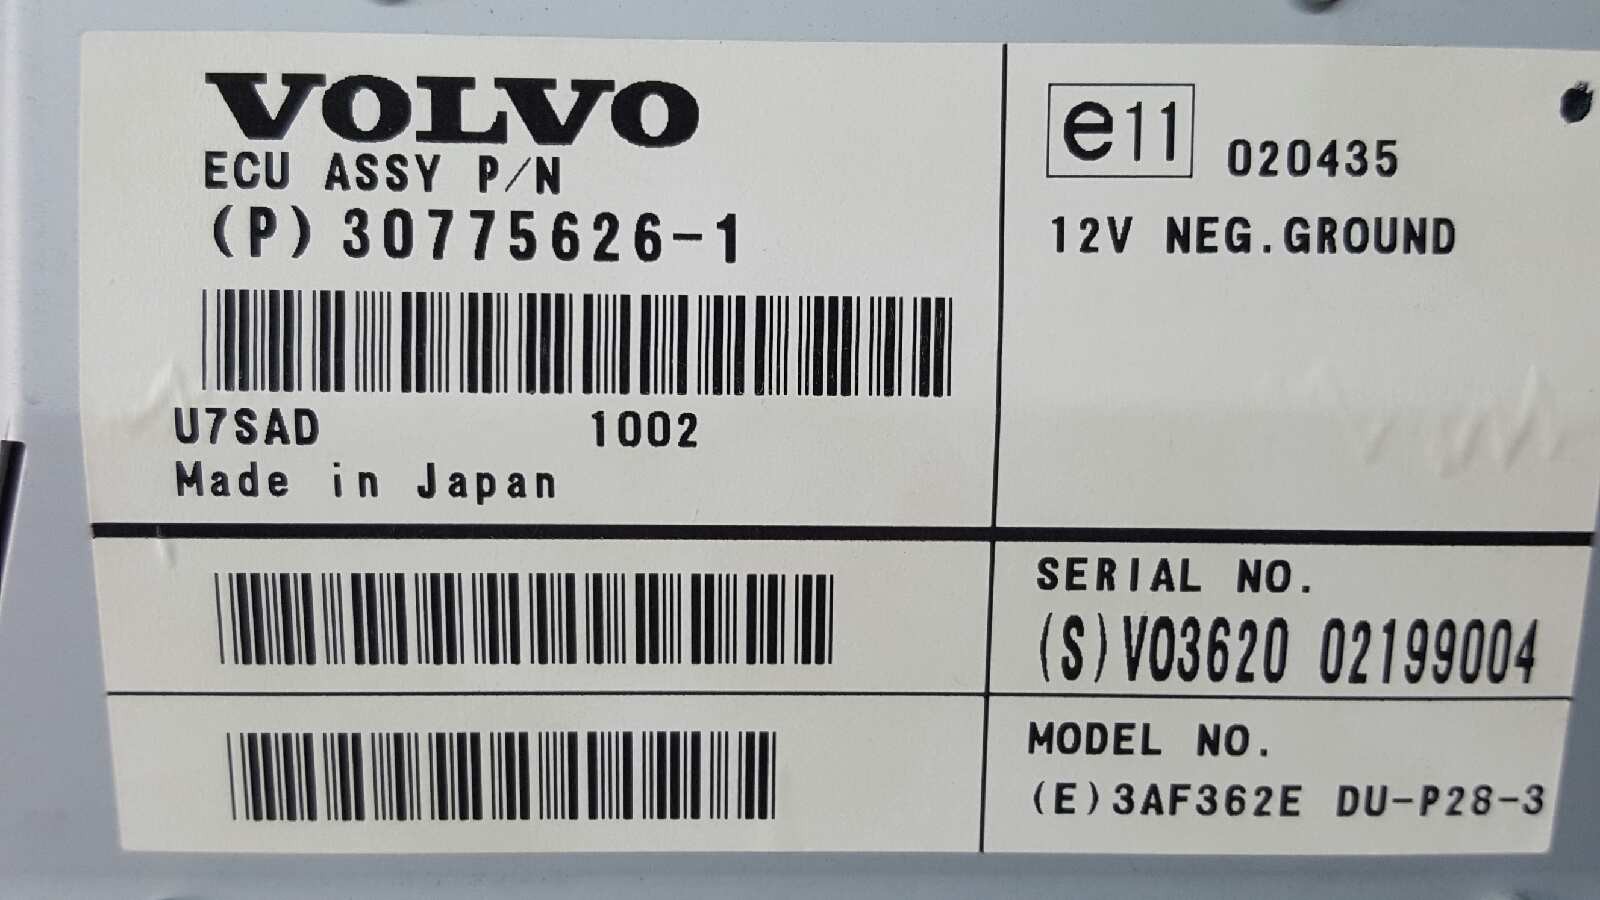 VOLVO
ECU ASSY P/N
(P) 30775626-1
U7SAD 1002
Made in Japan
e11 020435
12V NEG.GROUND
SERIAL NO.
(S) VO3620 02199004
MODEL NO.
(E) 3AF362E DU-P28-3